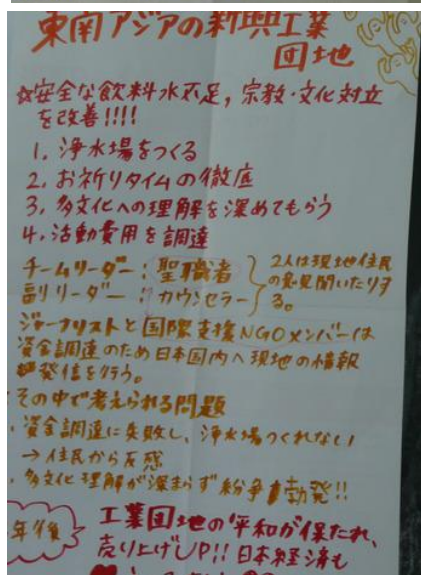 東南アジアの新興工業
団地
☆安全な飲料水不足, 宗教・文化対立
を改善!!!!
1. 浄水場をつくる
2. お祈りタイムの徹底
3. 多文化への理解を深めてもらう
4. 活動費用を調達
チームリーダー：聖職者
副リーダー：カウンセラー
2人は現地住民
の意見聞いたりす
る。
ジャーナリストと国際支援NGOメンバーは
資金調達のため日本国内へ現地の情報
発信を行う。
その中で考えられる問題
資金調達に失敗し、浄水場つくれない
→住民から反感
多文化理解が深まらず紛争勃発!!
年後
工業団地の平和が保たれ、
売り上げUP!! 日本経済も